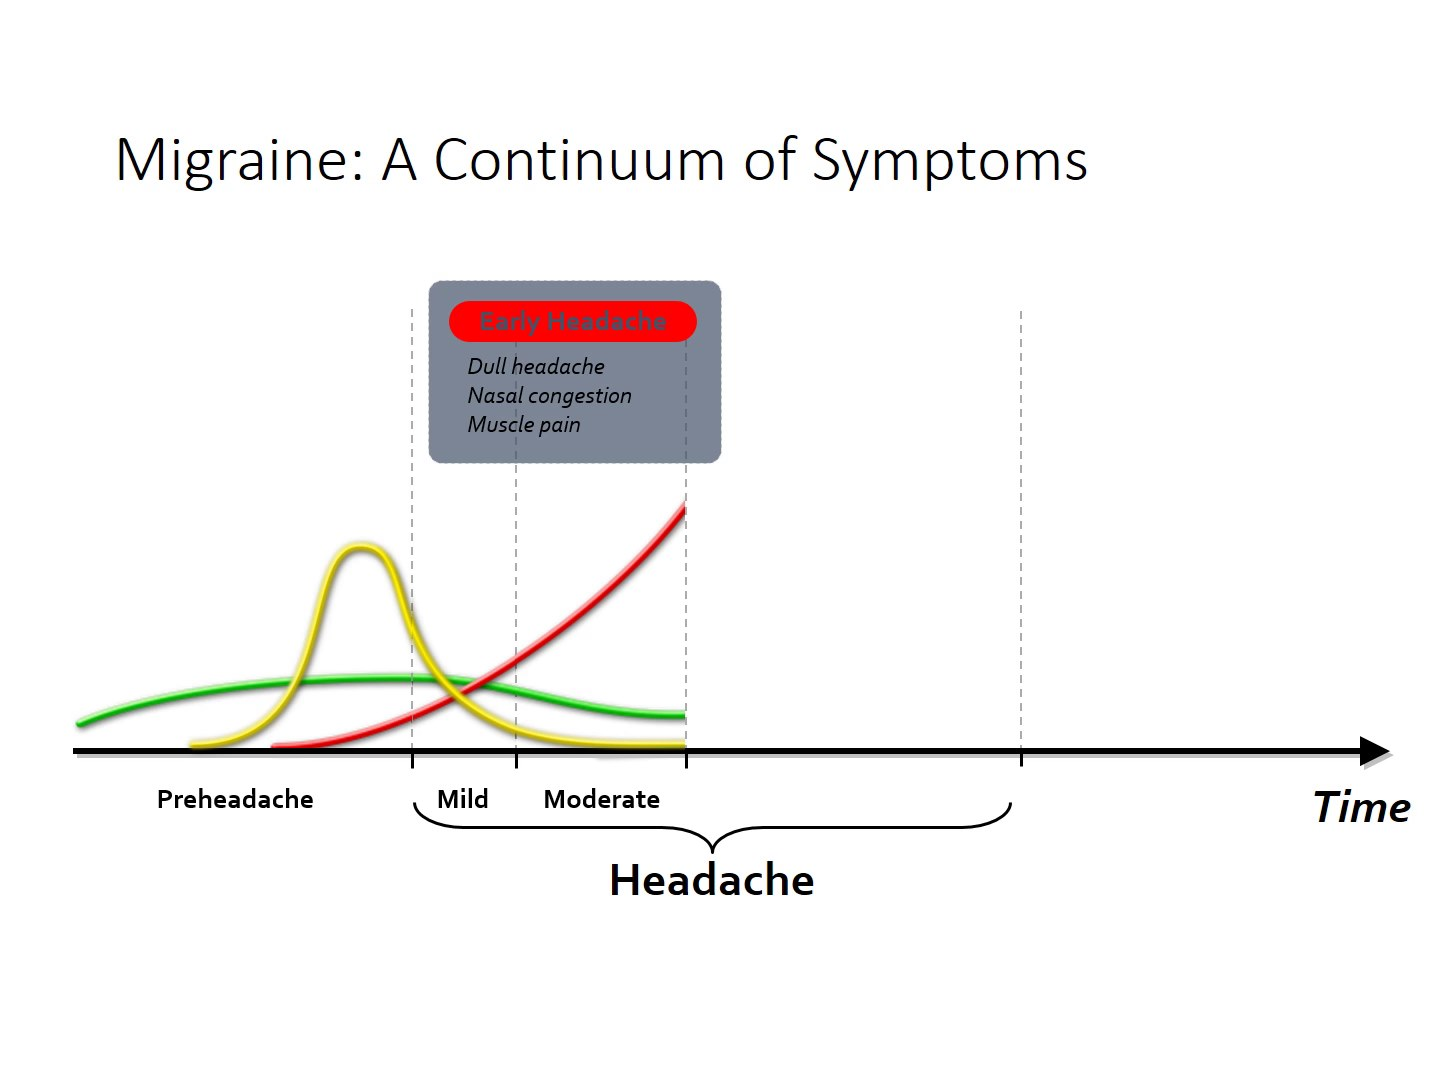 Migraine: A Continuum of Symptoms
Early Headache
Dull headache
Nasal congestion
Muscle pain
Preheadache
Mild
Moderate
Time
Headache